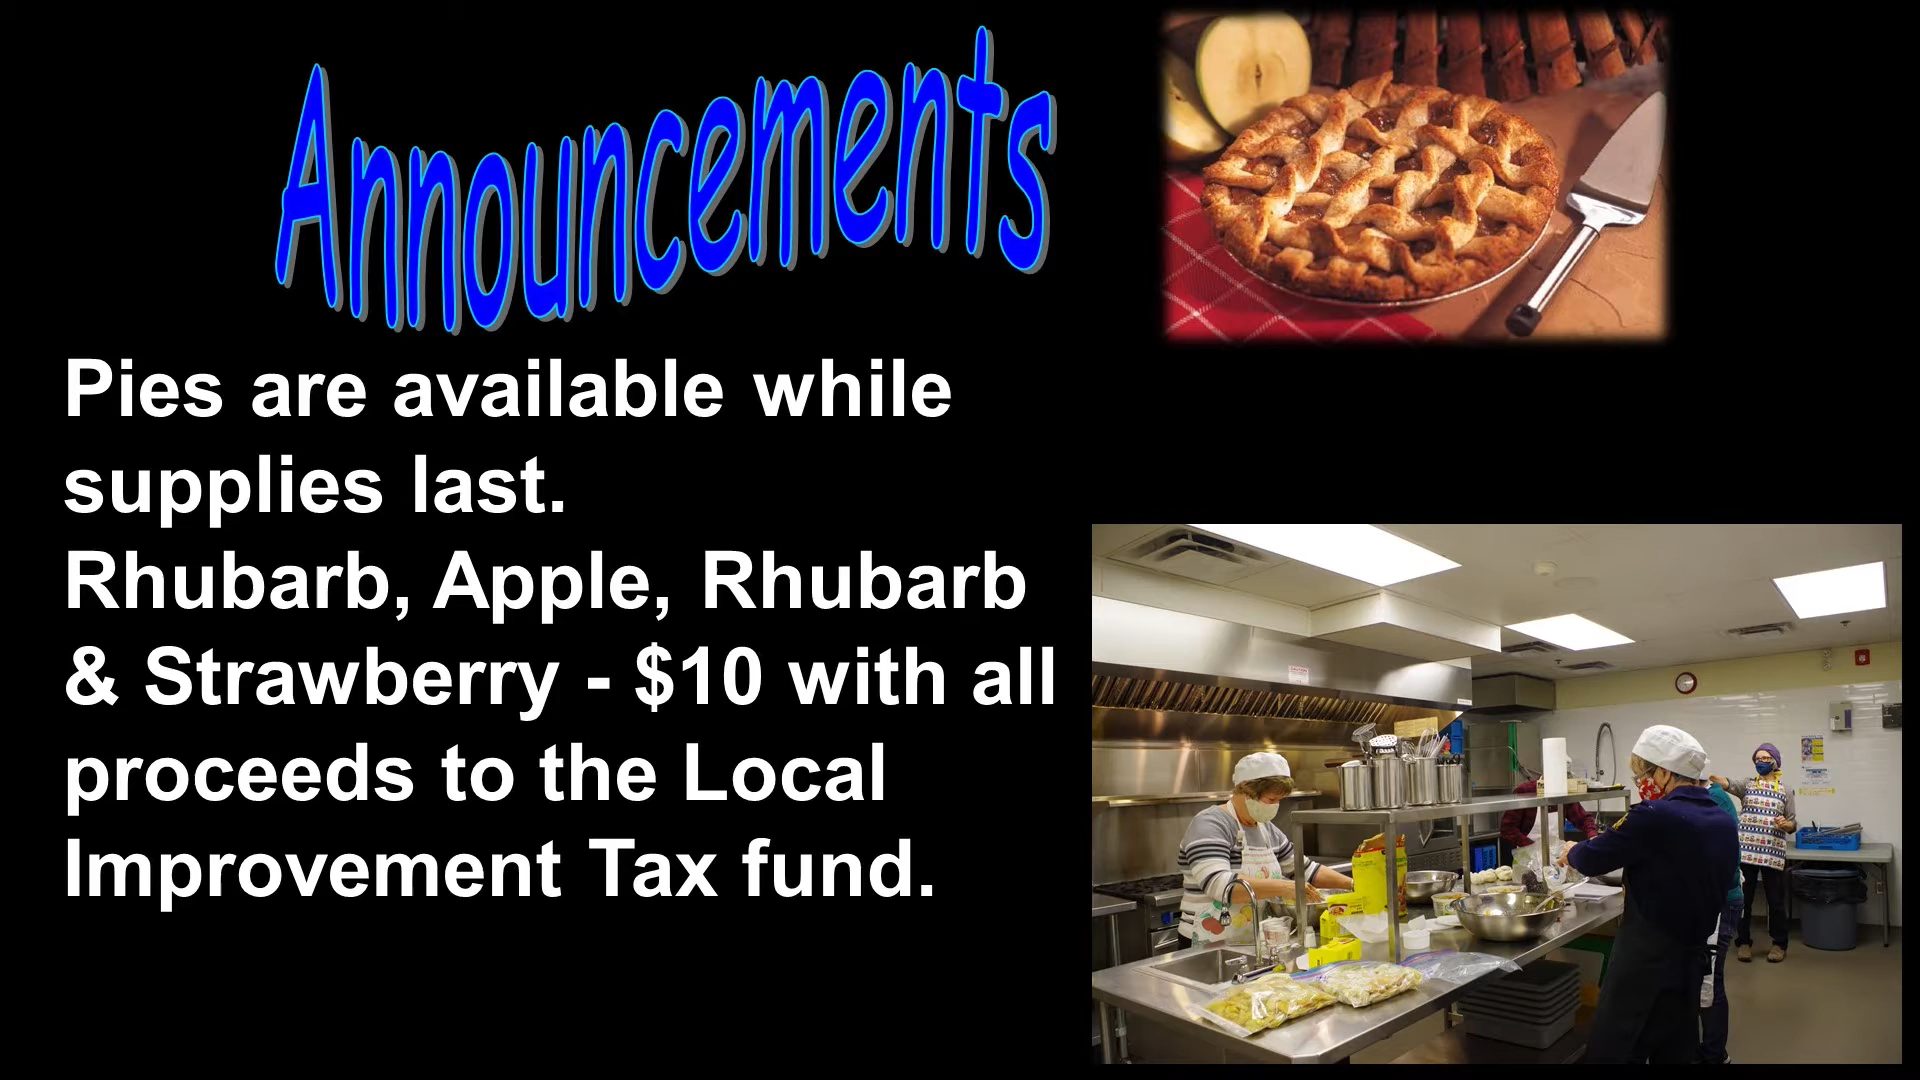 Announcements
Pies are available while
supplies last.
Rhubarb, Apple, Rhubarb
& Strawberry - $10 with all
proceeds to the Local
Improvement Tax fund.